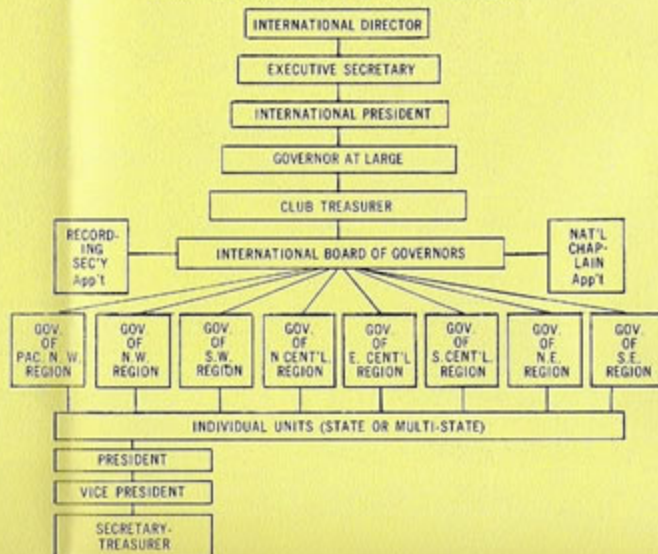 INTERNATIONAL DIRECTOR
EXECUTIVE SECRETARY
INTERNATIONAL PRESIDENT
GOVERNOR AT LARGE
CLUB TREASURER
RECORD-
ING
SEC'Y
App't
INTERNATIONAL BOARD OF GOVERNORS
NAT'L
CHAP-
LAIN
App't
GOV.
OF
PAC. N. W.
REGION
GOV.
OF
N.W.
REGION
GOV.
OF
S.W.
REGION
GOV.
OF
N CENT'L.
REGION
GOV.
OF
E. CENT'L
REGION
GOV.
OF
S.CENT'L.
REGION
GOV.
OF
N.E.
REGION
GOV.
OF
S.E.
REGION
INDIVIDUAL UNITS (STATE OR MULTI-STATE)
PRESIDENT
VICE PRESIDENT
SECRETARY-
TREASURER